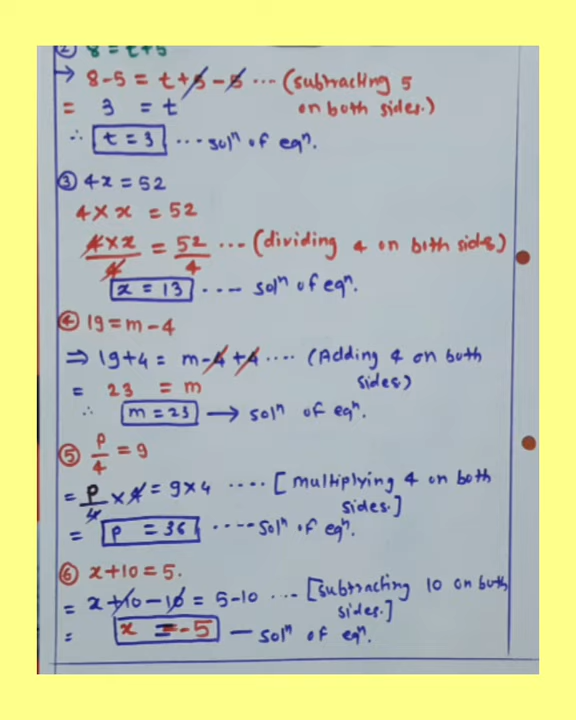 ② 8 = t+5
→ 8-5 = t+5-5 ... (subtracting 5
= 3 = t on both sides.)
∴ t = 3 ... solⁿ of eqⁿ.
③ 4x = 52
4 × x = 52
4×x/4 = 52/4 ... (dividing 4 on both sides)
x = 13 .... solⁿ of eqⁿ.
④ 19 = m - 4
⇒ 19+4 = m-4+4 .... (Adding 4 on both
sides.)
= 23 = m
∴ m = 23 → solⁿ of eqⁿ.
⑤ P/4 = 9
= P/4 × 4 = 9×4 .... [multiplying 4 on both
sides.]
= P = 36 .... solⁿ of eqⁿ.
⑥ x+10 = 5.
= x+10-10 = 5-10 ... [subtracting 10 on both
sides.]
= x = -5 — solⁿ of eqⁿ.